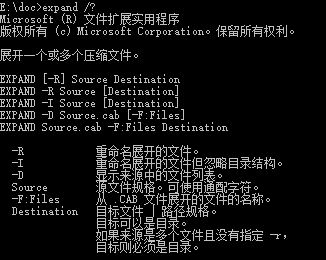 E:\doc>expand /?
Microsoft (R) 文件扩展实用程序
版权所有 (c) Microsoft Corporation。保留所有权利。
展开一个或多个压缩文件。
EXPAND [-R] Source Destination
EXPAND -R Source [Destination]
EXPAND -I Source [Destination]
EXPAND -D Source.cab [-F:Files]
EXPAND Source.cab -F:Files Destination
-R 重命名展开的文件。
-I 重命名展开的文件但忽略目录结构。
-D 显示来源中的文件列表。
Source 源文件规格。可使用通配字符。
-F:Files 从 .CAB 文件展开的文件的名称。
Destination 目标文件 | 路径规格。
目标可以是目录。
如果来源是多个文件且没有指定 -r，
目标则必须是目录。